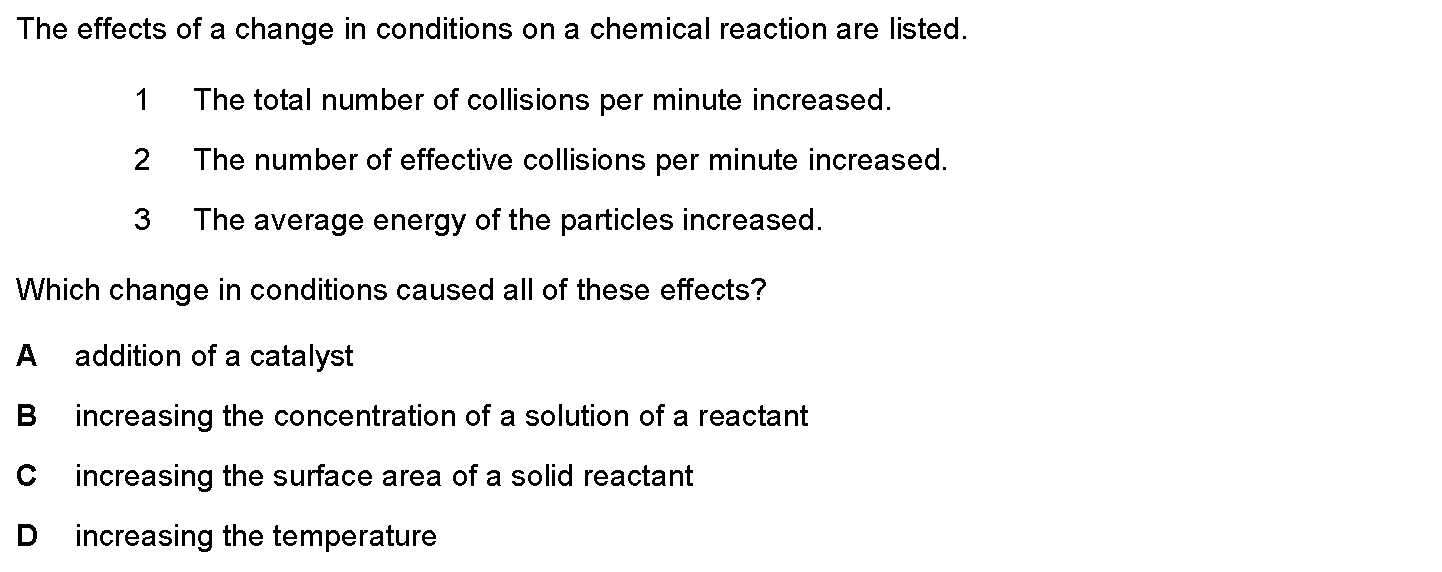 The effects of a change in conditions on a chemical reaction are listed.
1 The total number of collisions per minute increased.
2 The number of effective collisions per minute increased.
3 The average energy of the particles increased.
Which change in conditions caused all of these effects?
A addition of a catalyst
B increasing the concentration of a solution of a reactant
C increasing the surface area of a solid reactant
D increasing the temperature